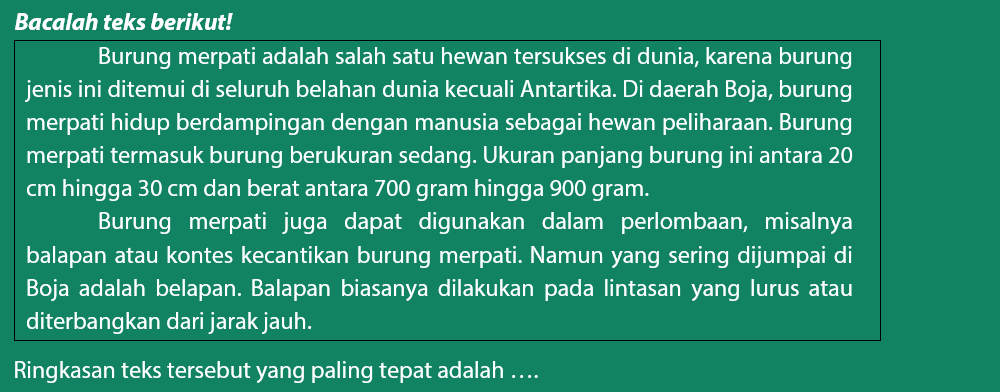 Bacalah teks berikut!
Burung merpati adalah salah satu hewan tersukses di dunia, karena burung
jenis ini ditemui di seluruh belahan dunia kecuali Antartika. Di daerah Boja, burung
merpati hidup berdampingan dengan manusia sebagai hewan peliharaan. Burung
merpati termasuk burung berukuran sedang. Ukuran panjang burung ini antara 20
cm hingga 30 cm dan berat antara 700 gram hingga 900 gram.
Burung merpati juga dapat digunakan dalam perlombaan, misalnya
balapan atau kontes kecantikan burung merpati. Namun yang sering dijumpai di
Boja adalah belapan. Balapan biasanya dilakukan pada lintasan yang lurus atau
diterbangkan dari jarak jauh.
Ringkasan teks tersebut yang paling tepat adalah ….